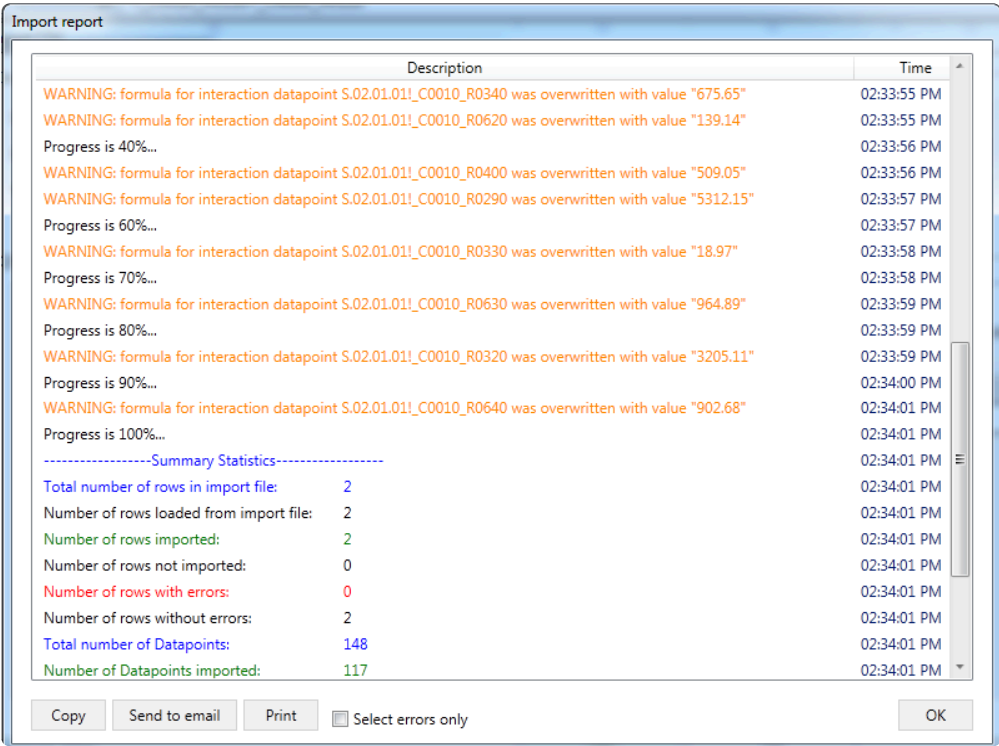 Import report
Description Time
WARNING: formula for interaction datapoint S.02.01.01!_C0010_R0340 was overwritten with value "675.65" 02:33:55 PM
WARNING: formula for interaction datapoint S.02.01.01!_C0010_R0620 was overwritten with value "139.14" 02:33:55 PM
Progress is 40%... 02:33:56 PM
WARNING: formula for interaction datapoint S.02.01.01!_C0010_R0400 was overwritten with value "509.05" 02:33:56 PM
WARNING: formula for interaction datapoint S.02.01.01!_C0010_R0290 was overwritten with value "5312.15" 02:33:57 PM
Progress is 60%... 02:33:57 PM
WARNING: formula for interaction datapoint S.02.01.01!_C0010_R0330 was overwritten with value "18.97" 02:33:58 PM
Progress is 70%... 02:33:58 PM
WARNING: formula for interaction datapoint S.02.01.01!_C0010_R0630 was overwritten with value "964.89" 02:33:59 PM
Progress is 80%... 02:33:59 PM
WARNING: formula for interaction datapoint S.02.01.01!_C0010_R0320 was overwritten with value "3205.11" 02:33:59 PM
Progress is 90%... 02:34:00 PM
WARNING: formula for interaction datapoint S.02.01.01!_C0010_R0640 was overwritten with value "902.68" 02:34:01 PM
Progress is 100%... 02:34:01 PM
------------------Summary Statistics------------------ 02:34:01 PM
Total number of rows in import file: 2 02:34:01 PM
Number of rows loaded from import file: 2 02:34:01 PM
Number of rows imported: 2 02:34:01 PM
Number of rows not imported: 0 02:34:01 PM
Number of rows with errors: 0 02:34:01 PM
Number of rows without errors: 2 02:34:01 PM
Total number of Datapoints: 148 02:34:01 PM
Number of Datapoints imported: 117 02:34:01 PM
Copy Send to email Print Select errors only OK